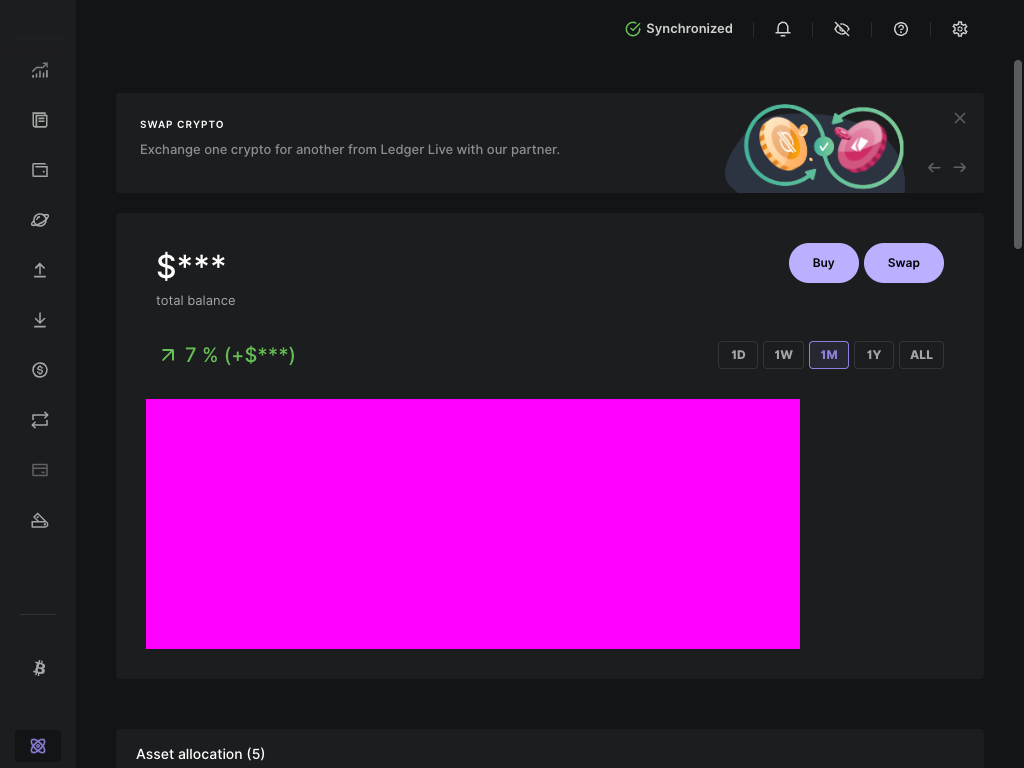 Synchronized
SWAP CRYPTO
Exchange one crypto for another from Ledger Live with our partner.
$***
total balance
Buy
Swap
7 % (+$***)
1D
1W
1M
1Y
ALL
Asset allocation (5)